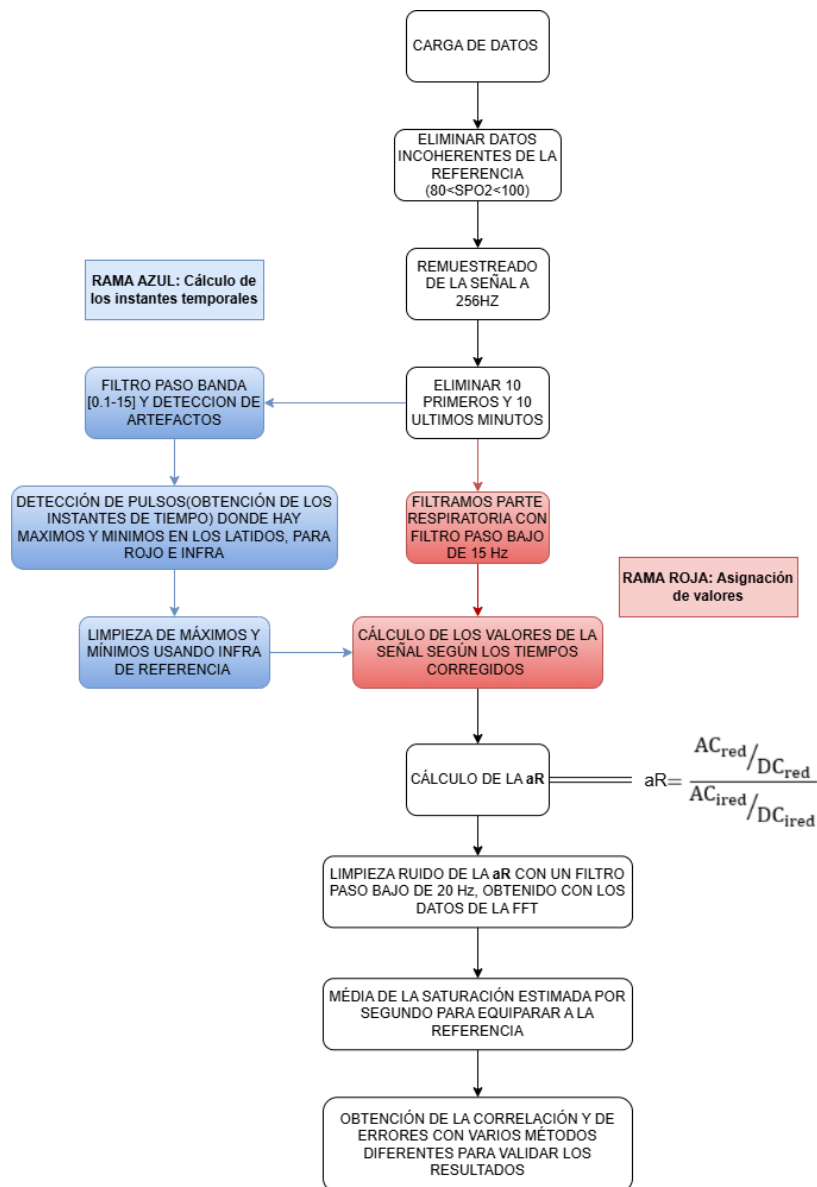 CARGA DE DATOS
ELIMINAR DATOS
INCOHERENTES DE LA
REFERENCIA
(80<SPO2<100)
RAMA AZUL: Cálculo de
los instantes temporales
REMUESTREADO
DE LA SEÑAL A
256HZ
FILTRO PASO BANDA
[0.1-15] Y DETECCION DE
ARTEFACTOS
ELIMINAR 10
PRIMEROS Y 10
ULTIMOS MINUTOS
DETECCIÓN DE PULSOS(OBTENCIÓN DE LOS
INSTANTES DE TIEMPO) DONDE HAY
MAXIMOS Y MINIMOS EN LOS LATIDOS, PARA
ROJO E INFRA
FILTRAMOS PARTE
RESPIRATORIA CON
FILTRO PASO BAJO
DE 15 Hz
RAMA ROJA: Asignación
de valores
LIMPIEZA DE MÁXIMOS Y
MÍNIMOS USANDO INFRA
DE REFERENCIA
CÁLCULO DE LOS VALORES DE LA
SEÑAL SEGÚN LOS TIEMPOS
CORREGIDOS
CÁLCULO DE LA aR
aR= AC_red/DC_red
AC_ired/DC_ired
LIMPIEZA RUIDO DE LA aR CON UN FILTRO
PASO BAJO DE 20 Hz, OBTENIDO CON LOS
DATOS DE LA FFT
MÉDIA DE LA SATURACIÓN ESTIMADA POR
SEGUNDO PARA EQUIPARAR A LA
REFERENCIA
OBTENCIÓN DE LA CORRELACIÓN Y DE
ERRORES CON VARIOS MÉTODOS
DIFERENTES PARA VALIDAR LOS
RESULTADOS